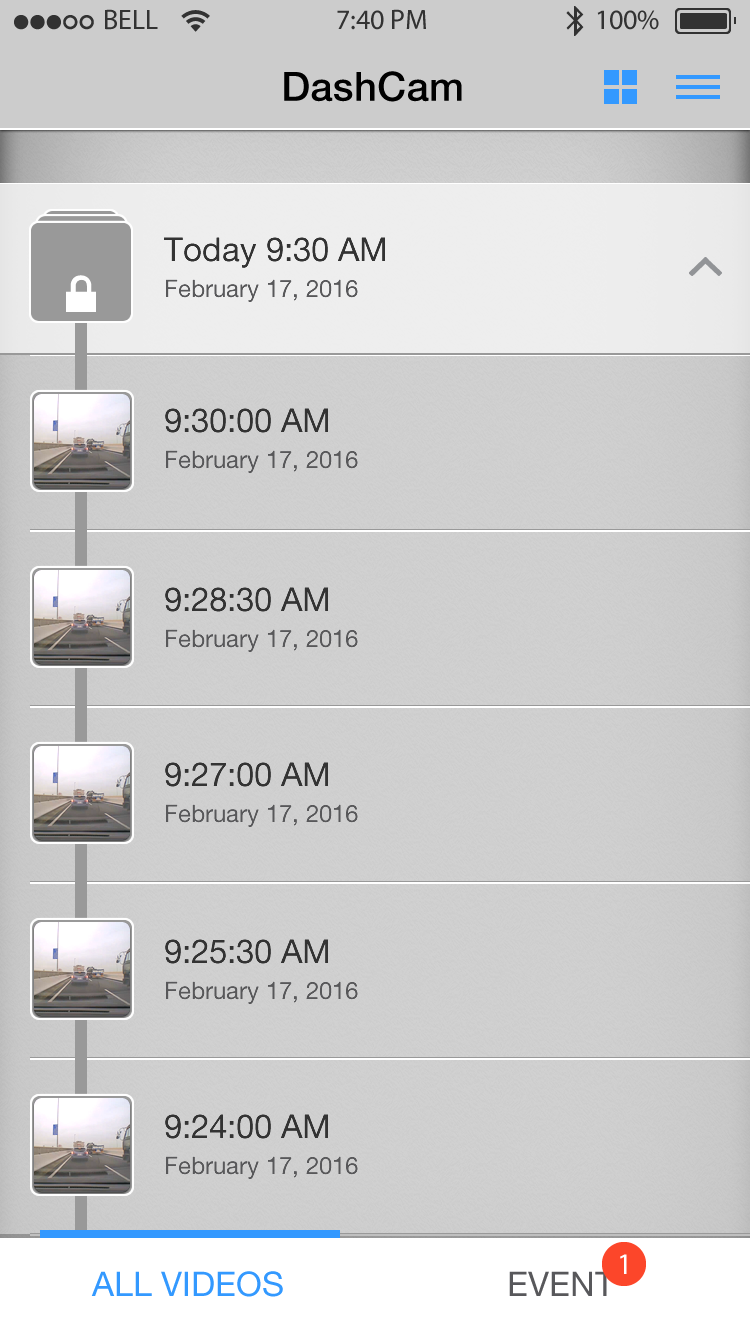 BELL 7:40 PM 100%
DashCam
Today 9:30 AM
February 17, 2016
9:30:00 AM
February 17, 2016
9:28:30 AM
February 17, 2016
9:27:00 AM
February 17, 2016
9:25:30 AM
February 17, 2016
9:24:00 AM
February 17, 2016
ALL VIDEOS EVENT 1